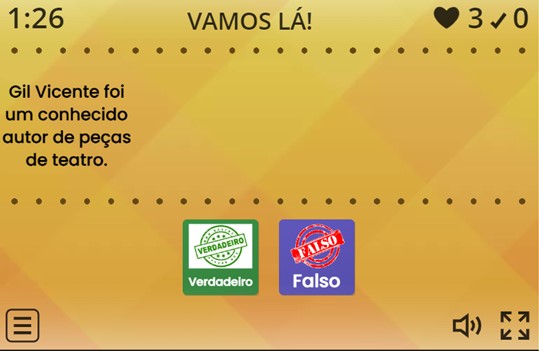 1:26
VAMOS LÁ!
3
0
Gil Vicente foi
um conhecido
autor de peças
de teatro.
VERDADEIRO
Verdadeiro
FALSO
Falso